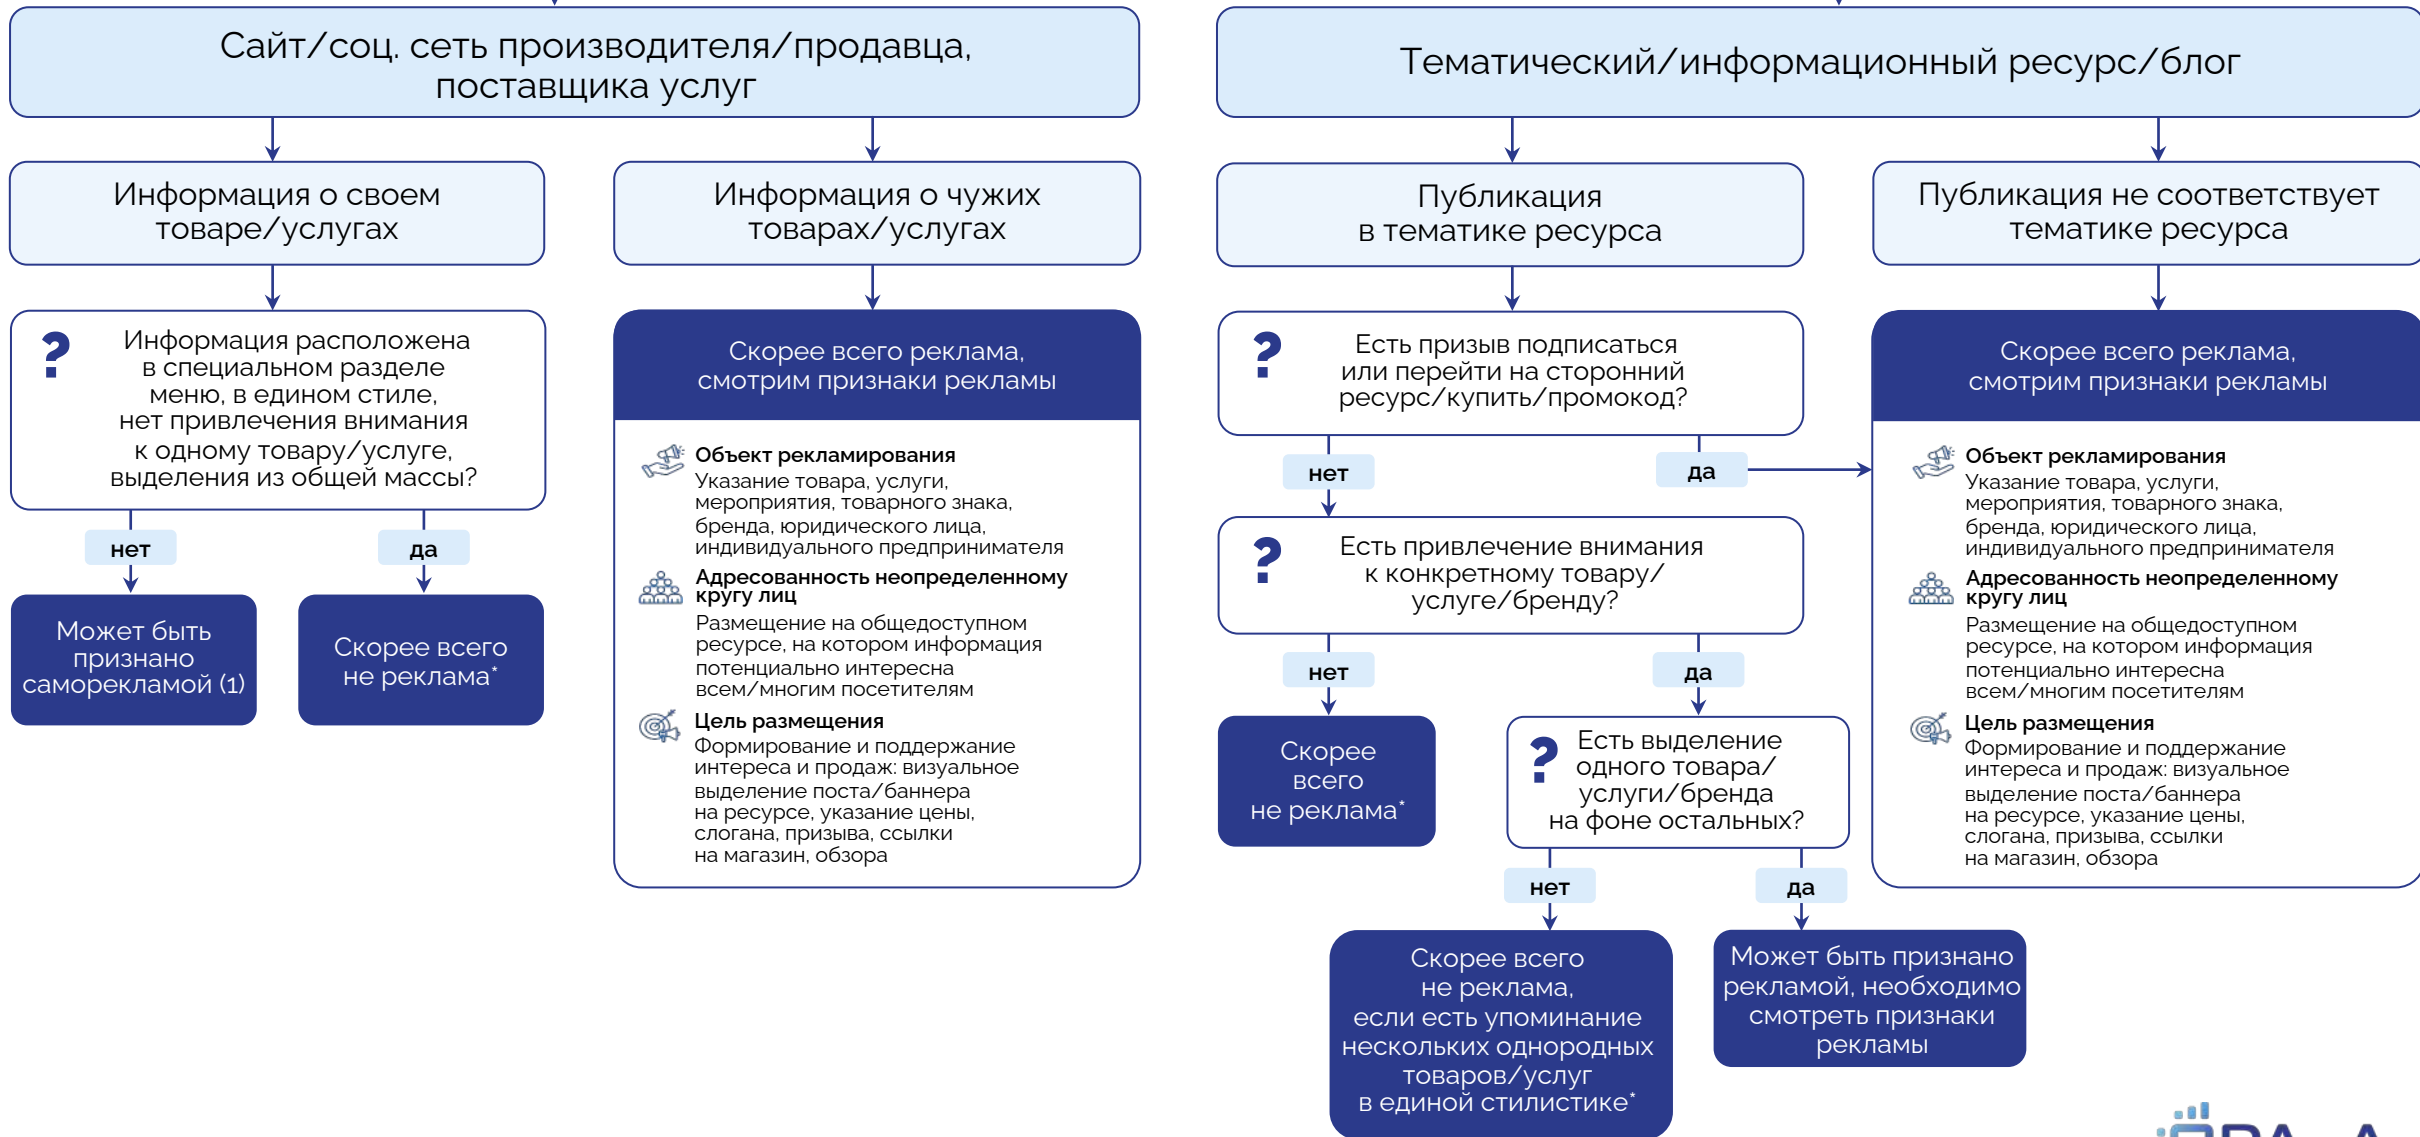 Сайт/соц. сеть производителя/продавца,
поставщика услуг
Информация о своем
товаре/услугах
Информация о чужих
товарах/услугах
?
Информация расположена
в специальном разделе
меню, в едином стиле,
нет привлечения внимания
к одному товару/услуге,
выделения из общей массы?
нет
да
Может быть
признано
саморекламой (1)
Скорее всего
не реклама*
Скорее всего реклама,
смотрим признаки рекламы
Объект рекламирования
Указание товара, услуги,
мероприятия, товарного знака,
бренда, юридического лица,
индивидуального предпринимателя
Адресованность неопределенному
кругу лиц
Размещение на общедоступном
ресурсе, на котором информация
потенциально интересна
всем/многим посетителям
Цель размещения
Формирование и поддержание
интереса и продаж: визуальное
выделение поста/баннера
на ресурсе, указание цены,
слогана, призыва, ссылки
на магазин, обзора
Тематический/информационный ресурс/блог
Публикация
в тематике ресурса
Публикация не соответствует
тематике ресурса
?
Есть призыв подписаться
или перейти на сторонний
ресурс/купить/промокод?
нет
да
?
Есть привлечение внимания
к конкретному товару/
услуге/бренду?
нет
да
Скорее
всего
не реклама*
?
Есть выделение
одного товара/
услуги/бренда
на фоне остальных?
нет
да
Скорее всего
не реклама,
если есть упоминание
нескольких однородных
товаров/услуг
в единой стилистике*
Может быть признано
рекламой, необходимо
смотреть признаки
рекламы
Скорее всего реклама,
смотрим признаки рекламы
Объект рекламирования
Указание товара, услуги,
мероприятия, товарного знака,
бренда, юридического лица,
индивидуального предпринимателя
Адресованность неопределенному
кругу лиц
Размещение на общедоступном
ресурсе, на котором информация
потенциально интересна
всем/многим посетителям
Цель размещения
Формирование и поддержание
интереса и продаж: визуальное
выделение поста/баннера
на ресурсе, указание цены,
слогана, призыва, ссылки
на магазин, обзора